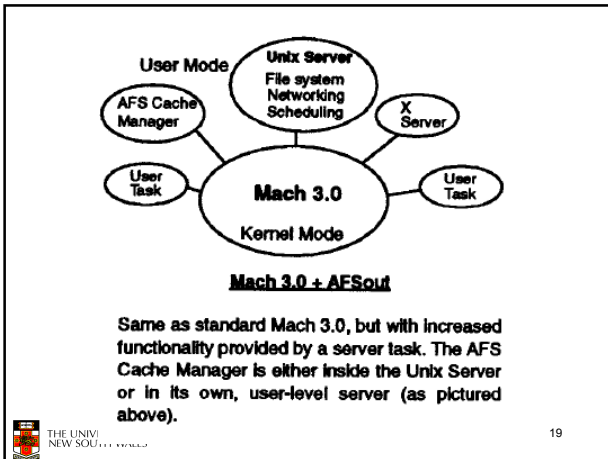 User Mode
Unix Server
File system
Networking
Scheduling
AFS Cache
Manager
X
Server
User
Task
Mach 3.0
User
Task
Kernel Mode
Mach 3.0 + AFSout
Same as standard Mach 3.0, but with increased
functionality provided by a server task. The AFS
Cache Manager is either inside the Unix Server
or in its own, user-level server (as pictured
above).
THE
NEW
19